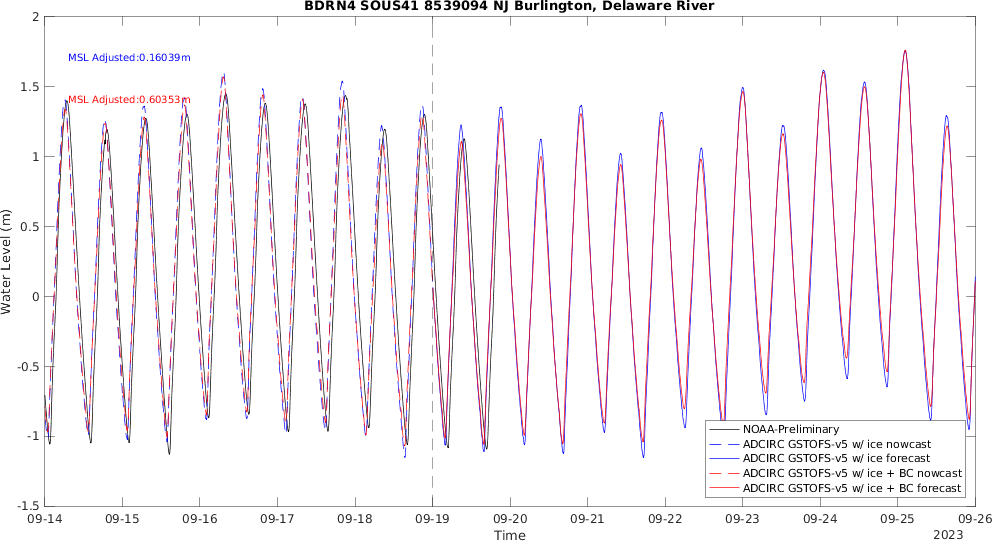 BDRN4 SOUS41 8539094 NJ Burlington, Delaware River
2
MSL Adjusted:0.16039m
1.5
MSL Adjusted:0.60353m
1
0.5
Water Level (m)
0
-0.5
-1
NOAA-Preliminary
ADCIRC GSTOFS-v5 w/ ice nowcast
ADCIRC GSTOFS-v5 w/ ice forecast
ADCIRC GSTOFS-v5 w/ ice + BC nowcast
ADCIRC GSTOFS-v5 w/ ice + BC forecast
-1.5
09-14 09-15 09-16 09-17 09-18 09-19 09-20 09-21 09-22 09-23 09-24 09-25 09-26
Time
2023